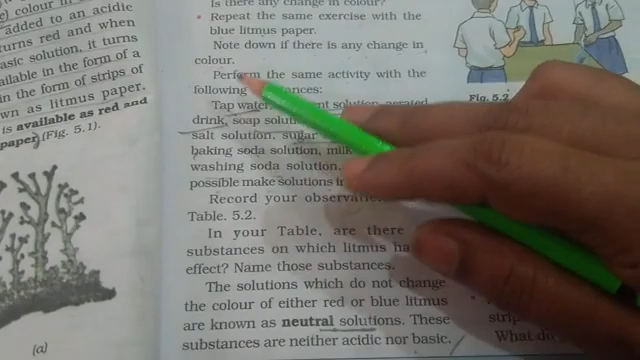 e) colour in
added to an acidic
turns red and when
asic solution, it turns
ailable in the form of a
in the form of strips of
wn as litmus paper.
is available as red and
paper (Fig. 5.1).
(a)
Is there any change in colour?
• Repeat the same exercise with the
blue litmus paper.
Note down if there is any change in
colour.
Perform the same activity with the
following
Tap water, solution, aerated
drink, soap
salt solution, sugar
baking soda solution, milk
washing soda solution.
possible make solutions in
Record your
Table. 5.2.
In your Table, are there
substances on which litmus
effect? Name those substances.
The solutions which do not change
the colour of either red or blue litmus
are known as neutral solutions. These
substances are neither acidic nor basic.
Fig. 5.2
strip
What do